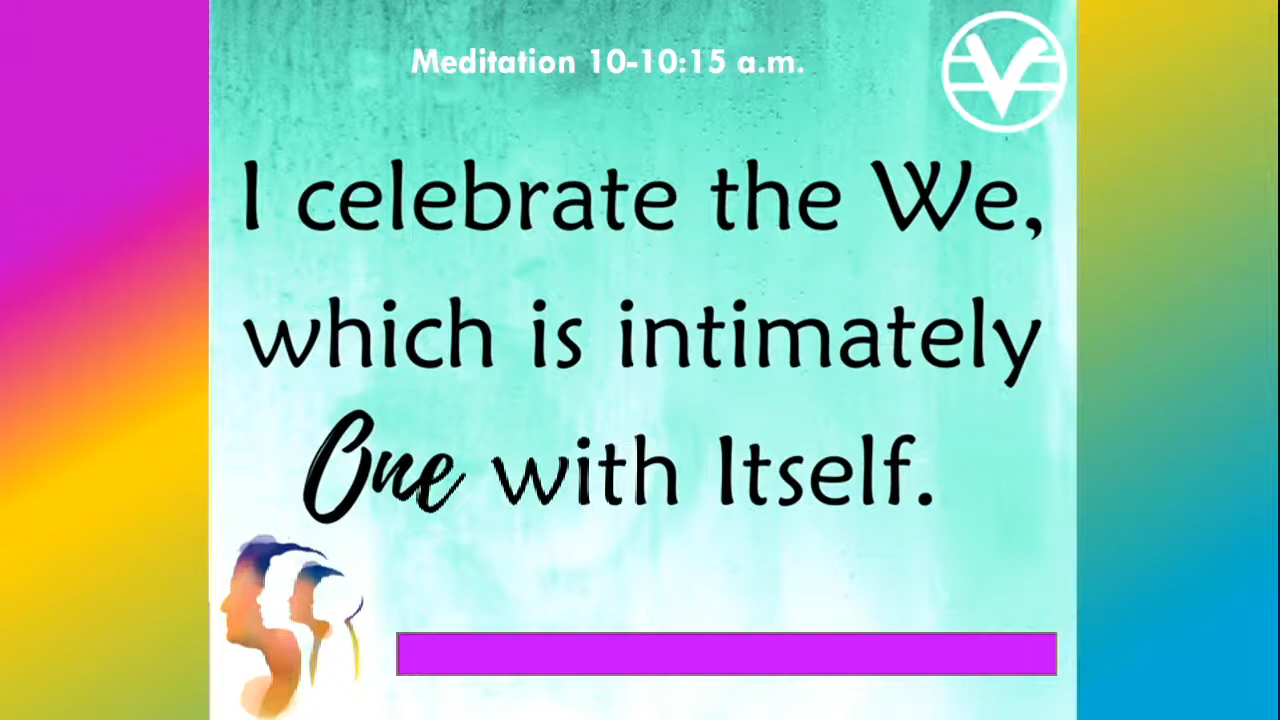 Meditation 10-10:15 a.m.
I celebrate the We,
which is intimately
One with Itself.